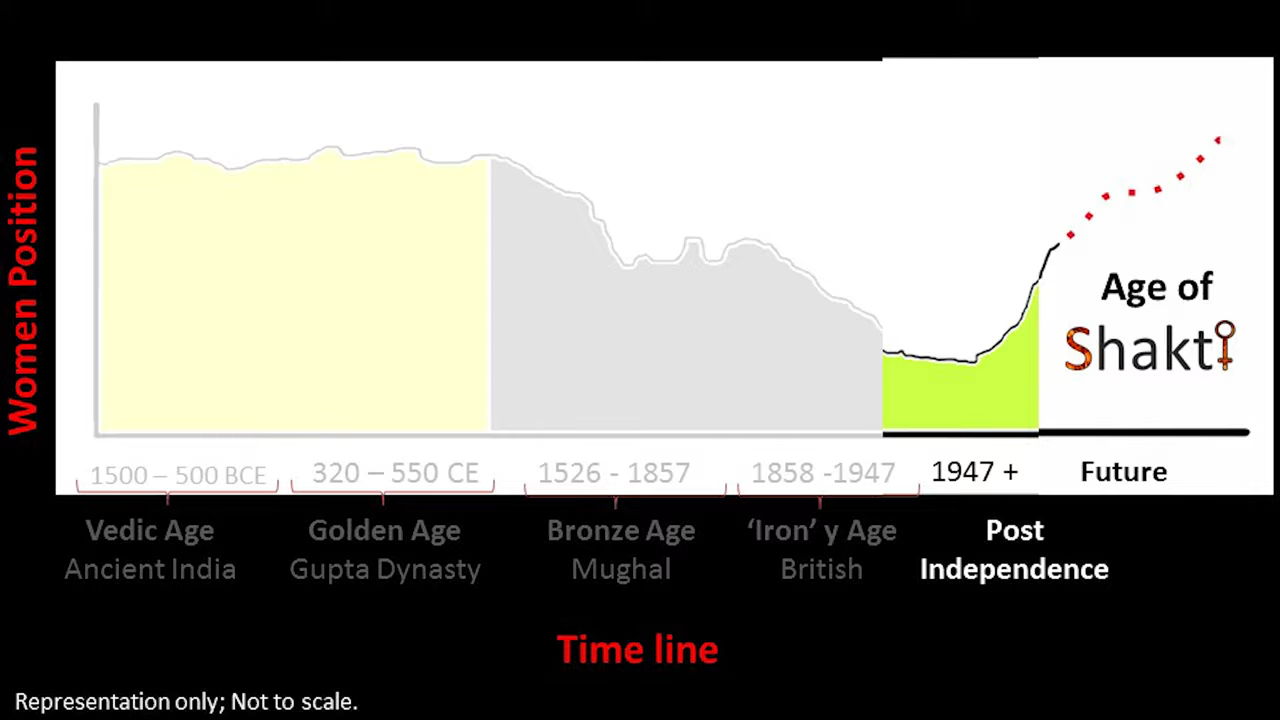 Women Position
Age of
Shakti
1500 – 500 BCE
320 – 550 CE
1526 - 1857
1858 -1947
1947 +
Future
Vedic Age
Ancient India
Golden Age
Gupta Dynasty
Bronze Age
Mughal
‘Iron’ y Age
British
Post
Independence
Time line
Representation only; Not to scale.